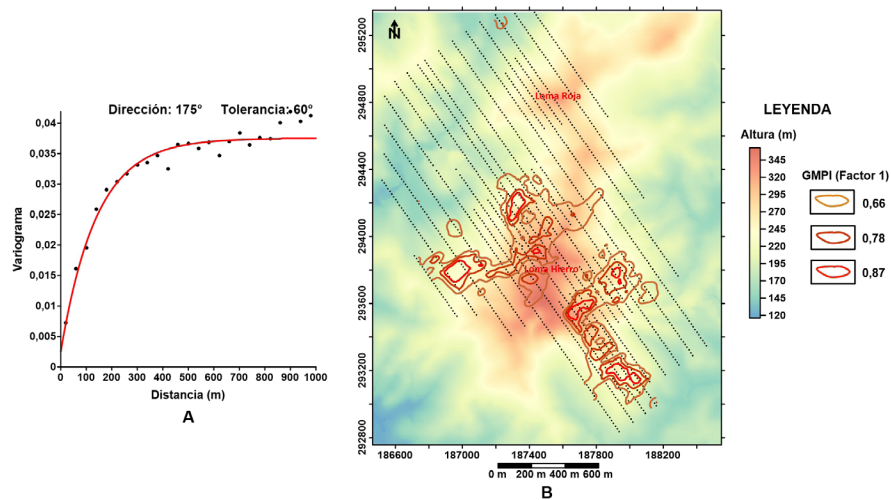 Dirección: 175° Tolerancia: 60°
Variograma
0,04
0,035
0,03
0,025
0,02
0,015
0,01
0,005
0
0 100 200 300 400 500 600 700 800 900 1000
Distancia (m)
A
N
295200
294800
294400
294000
293600
293200
292800
Loma Roja
Loma Hierro
186600 187000 187400 187800 188200
0 m 200 m 400 m 600 m
B
LEYENDA
Altura (m)
345
320
295
270
245
220
195
170
145
120
GMPI (Factor 1)
0,66
0,78
0,87